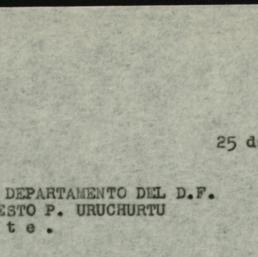 25 d
DEPARTAMENTO DEL D.F.
ESTO P. URUCHURTU
t e .